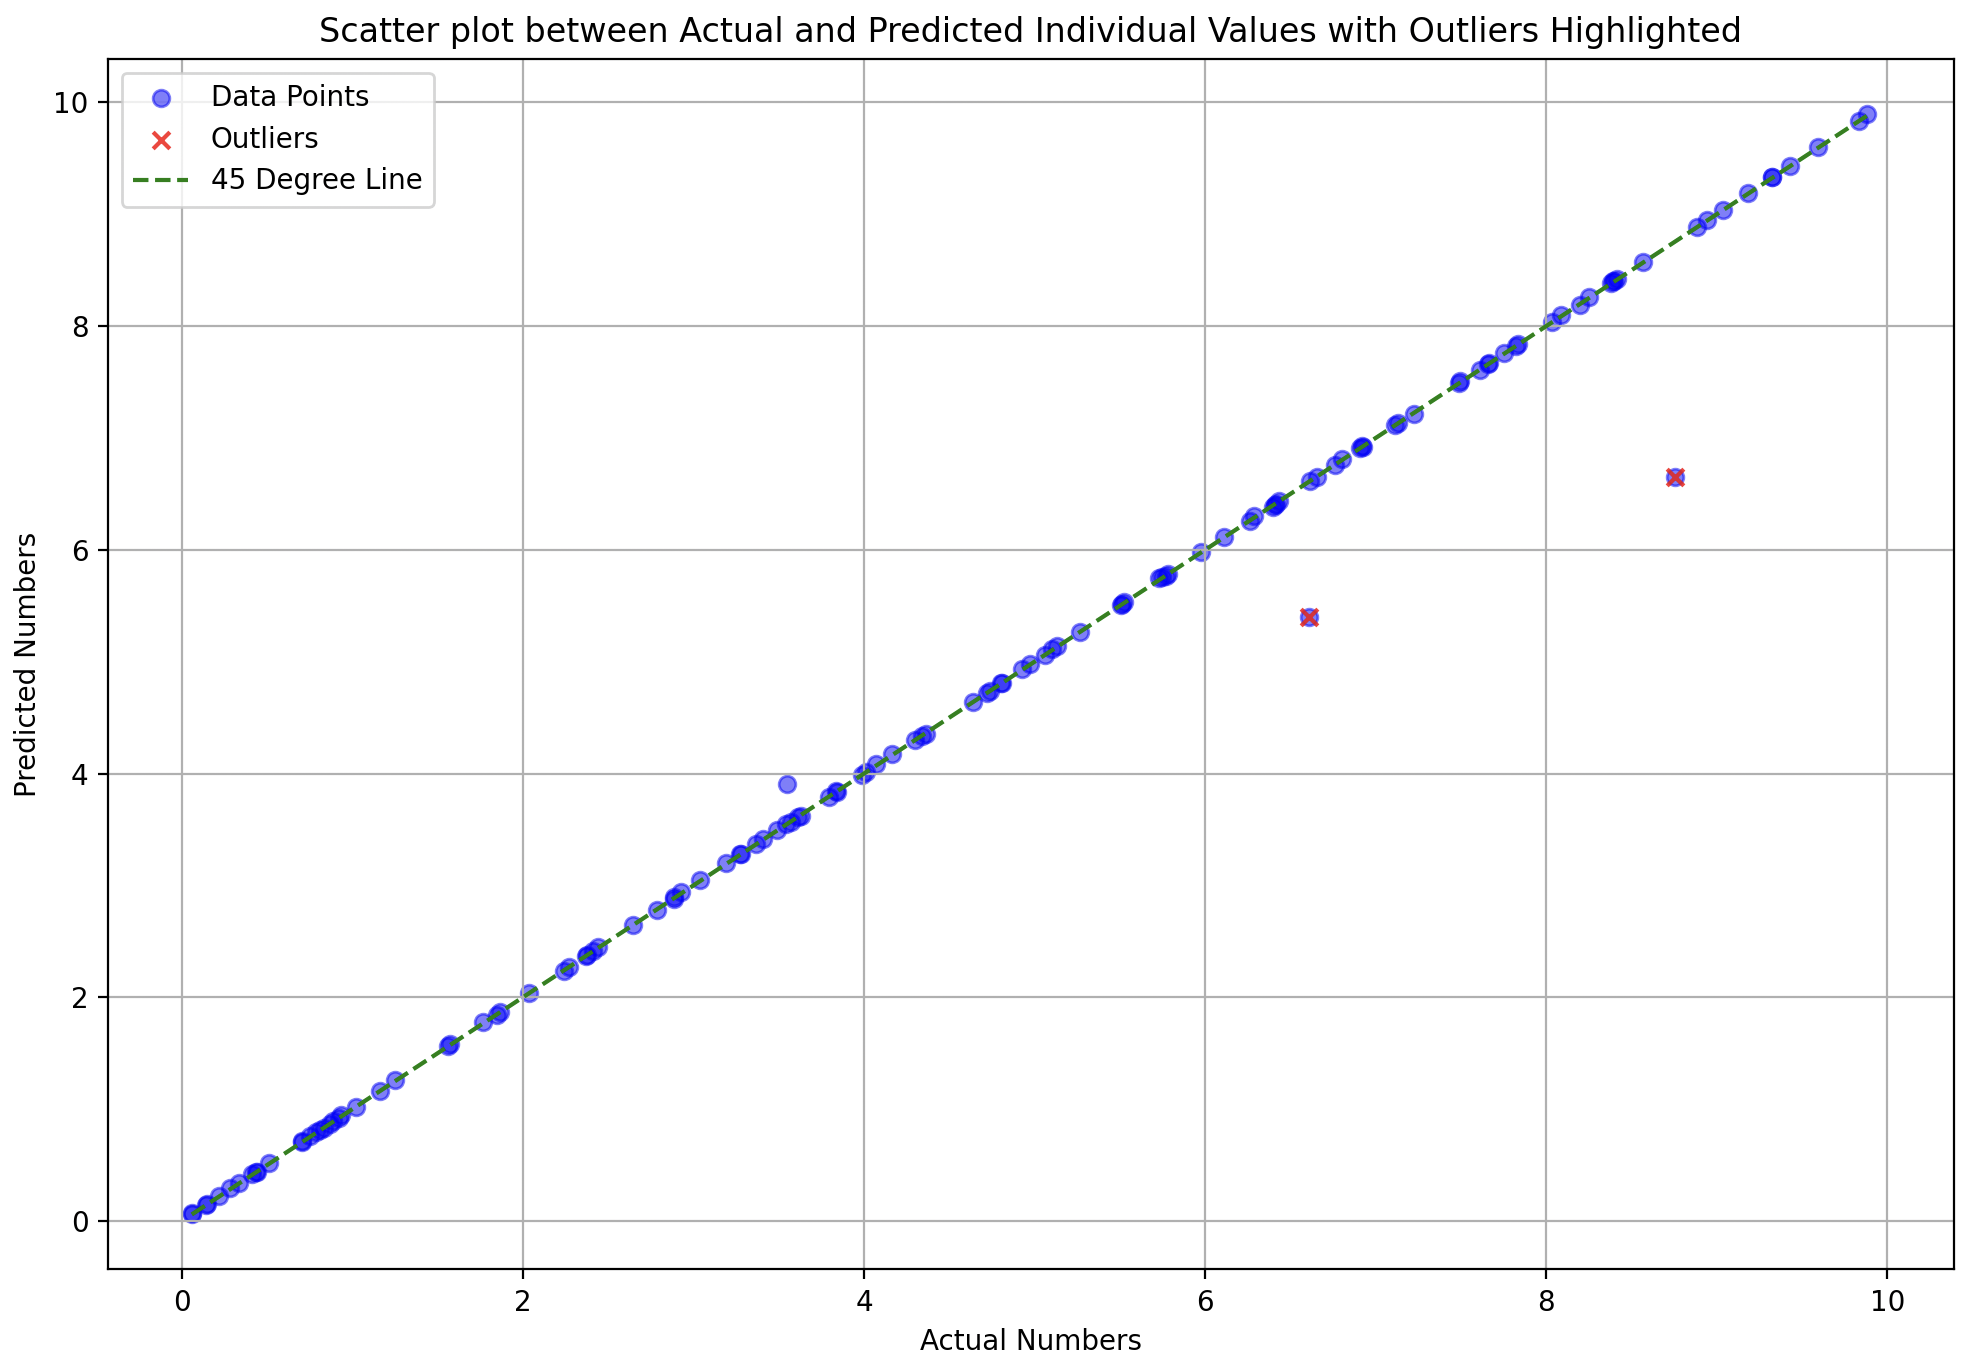 Scatter plot between Actual and Predicted Individual Values with Outliers Highlighted
Data Points
Outliers
45 Degree Line
10
8
6
4
2
0
Predicted Numbers
0
2
4
6
8
10
Actual Numbers